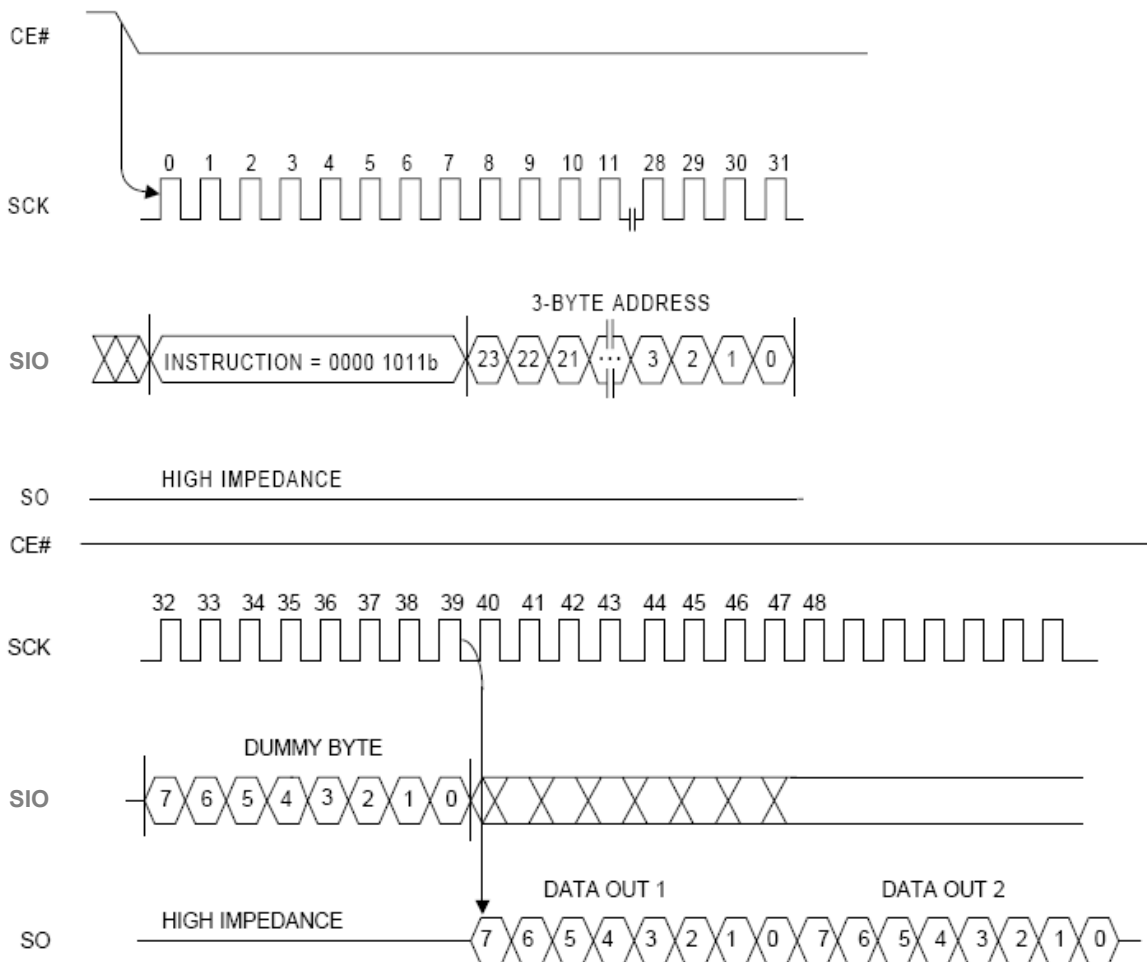 CE#
0 1 2 3 4 5 6 7 8 9 10 11 28 29 30 31
SCK
3-BYTE ADDRESS
SIO INSTRUCTION = 0000 1011b 23 22 21 ... 3 2 1 0
HIGH IMPEDANCE
SO
CE#
32 33 34 35 36 37 38 39 40 41 42 43 44 45 46 47 48
SCK
DUMMY BYTE
SIO 7 6 5 4 3 2 1 0
DATA OUT 1 DATA OUT 2
HIGH IMPEDANCE
SO 7 6 5 4 3 2 1 0 7 6 5 4 3 2 1 0